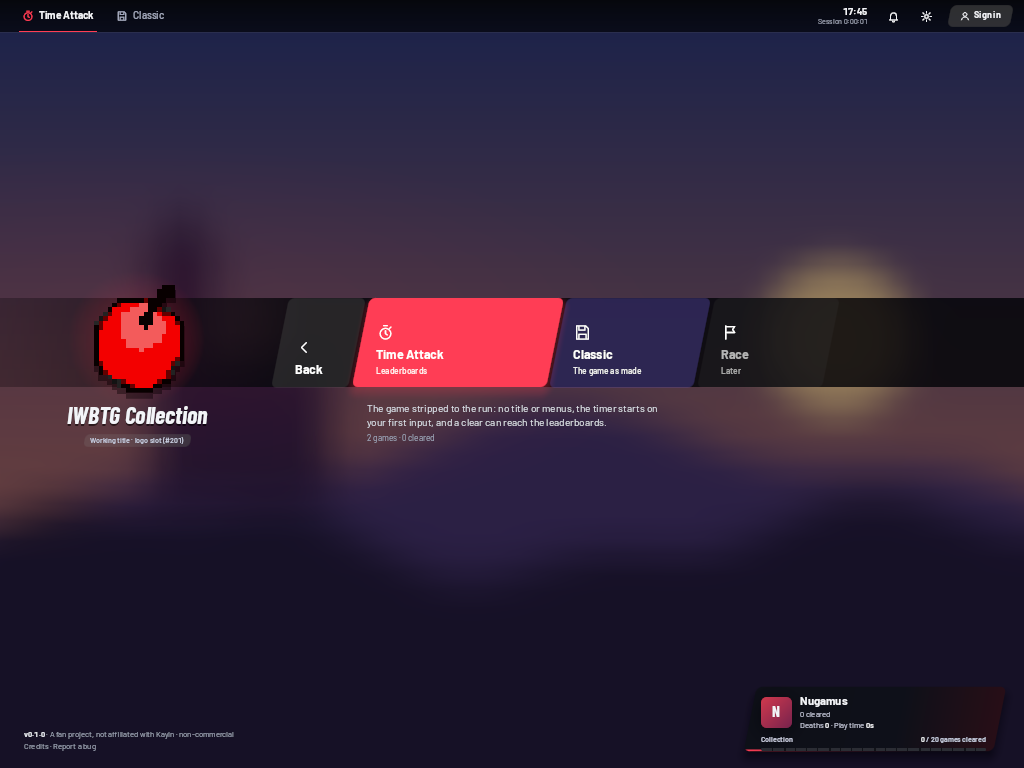 Time Attack
Classic
17:45
Session 0:00:01
Sign in
Back
Time Attack
Leaderboards
Classic
The game as made
Race
Later
IWBTG Collection
Working title · logo slot (#201)
The game stripped to the run: no title or menus, the timer starts on
your first input, and a clear can reach the leaderboards.
2 games · 0 cleared
N
Nugamus
0 cleared
Deaths 0 · Play time 0s
Collection
0 / 20 games cleared
v0.1.0 · A fan project, not affiliated with Kayin · non-commercial
Credits · Report a bug